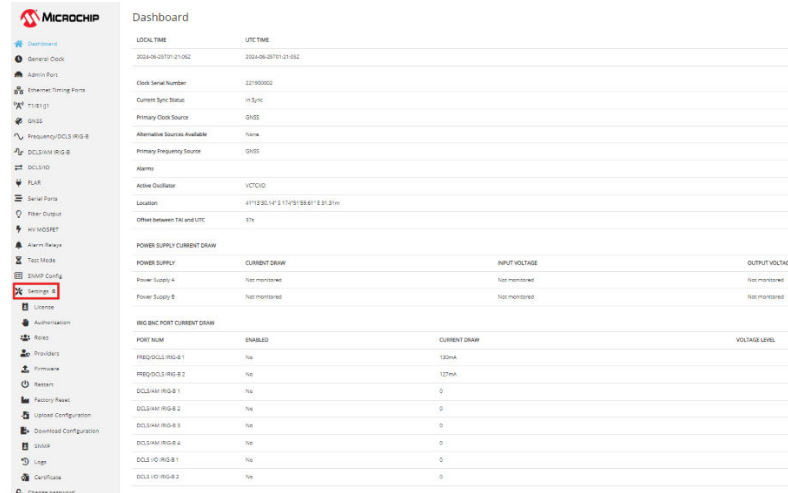 MICROCHIP
Dashboard
General Clock
Admin Port
Ethernet Timing Ports
T1/E1/J1
GNSS
Frequency/DCLS IRIG-B
DCLS/AM IRIG-B
DCLS/IO
FLAR
Serial Ports
Fiber Output
HV MOSFET
Alarm Relays
Test Mode
SNMP Config
Settings
License
Authorisation
Roles
Providers
Firmware
Restart
Factory Reset
Upload Configuration
Download Configuration
SNMP
Logs
Certificate
Change password
Dashboard
LOCAL TIME UTC TIME
Clock Serial Number 221900002
Current Sync Status In Sync
Primary Clock Source GNSS
Alternative Sources Available None
Primary Frequency Source GNSS
Alarms
Active Oscillator VCTCXO
Location
Offset between TAI and UTC 37s
POWER SUPPLY CURRENT DRAW
POWER SUPPLY CURRENT DRAW INPUT VOLTAGE OUTPUT VOLTAG
Power Supply A Not monitored Not monitored Not monitored
Power Supply B Not monitored Not monitored Not monitored
IRIG BNC PORT CURRENT DRAW
PORT NUM ENABLED CURRENT DRAW VOLTAGE LEVEL
FREQ/DCLS IRIG-B 1 No 130mA
FREQ/DCLS IRIG-B 2 No 127mA
DCLS/AM IRIG-B 1 No 0
DCLS/AM IRIG-B 2 No 0
DCLS/AM IRIG-B 3 No 0
DCLS/AM IRIG-B 4 No 0
DCLS I/O IRIG-B 1 No 0
DCLS I/O IRIG-B 2 No 0